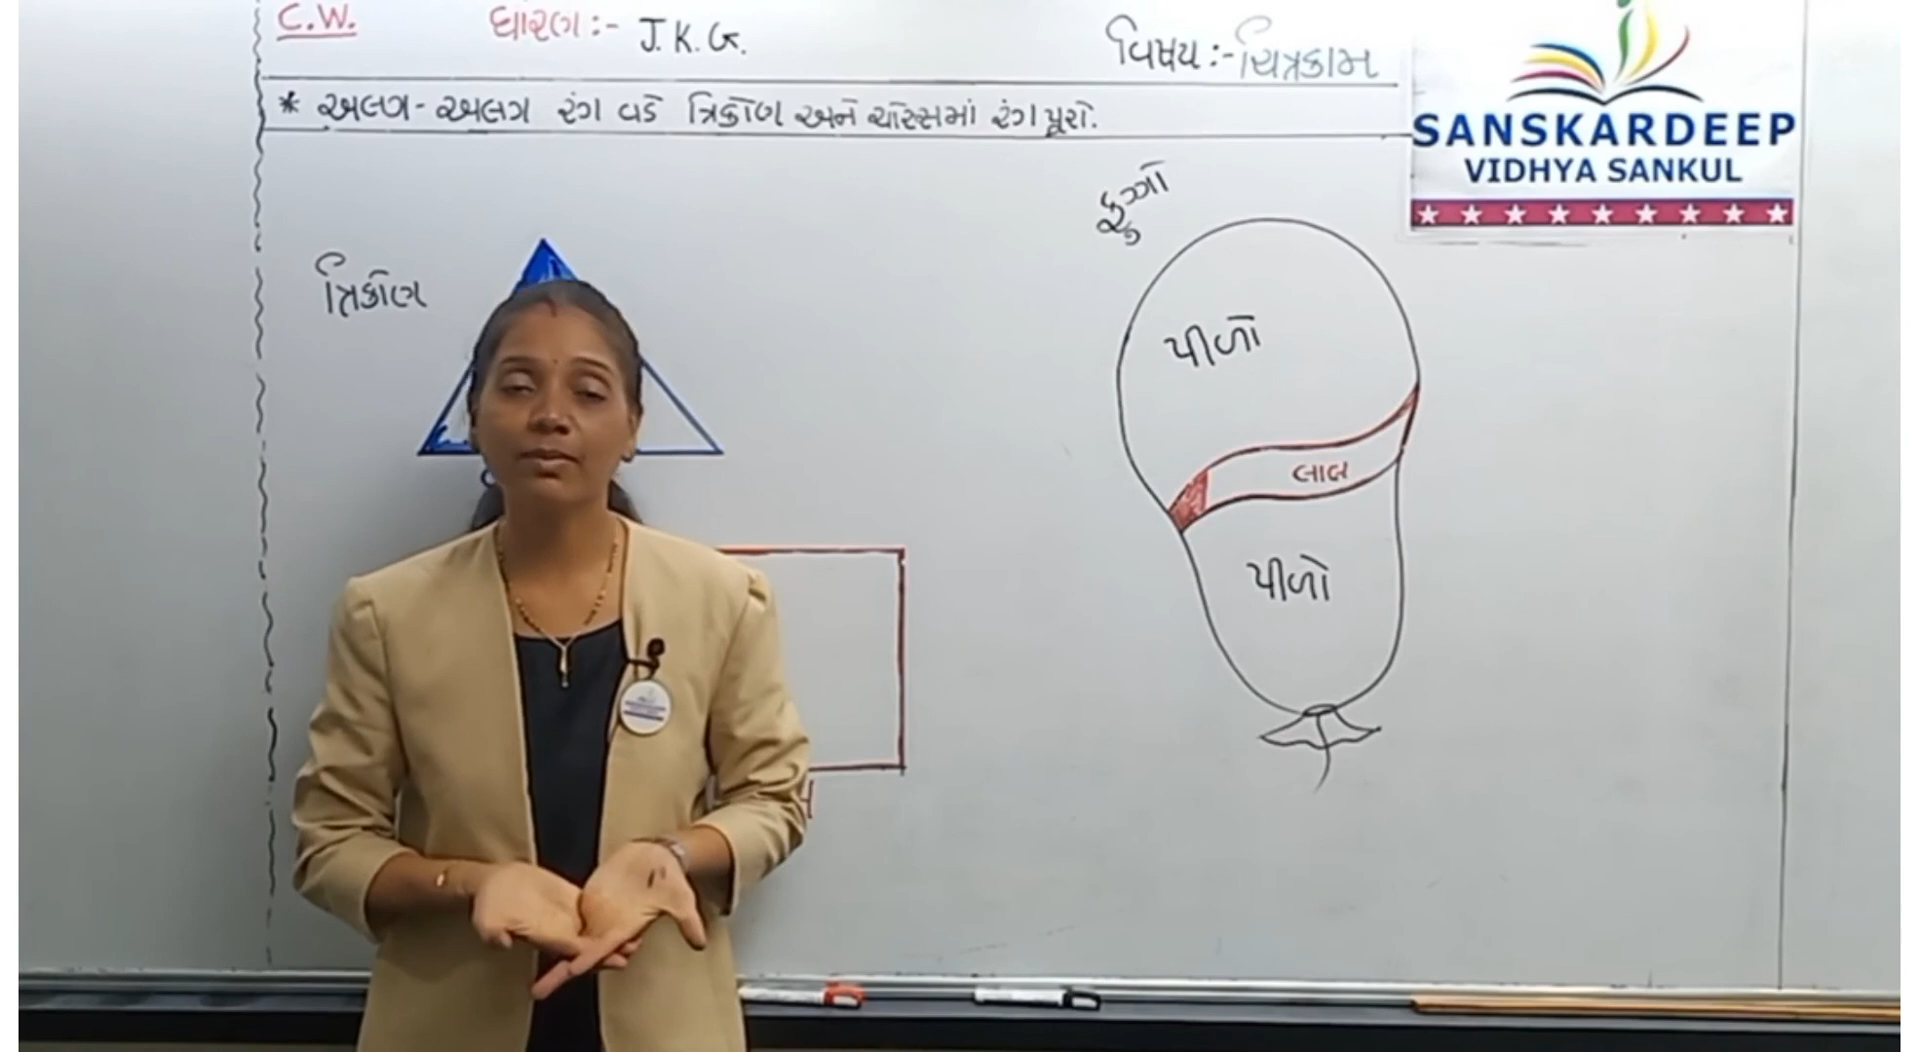 C.W.
ધોરણ :- J.K.G.
વિષય :- ચિત્રકામ
* અલગ-અલગ રંગ વડે ત્રિકોણ અને ચોરસમાં રંગ પૂરો.
SANSKARDEEP
VIDHYA SANKUL
ફુગ્ગો
ત્રિકોણ
પીળો
લાલ
પીળો